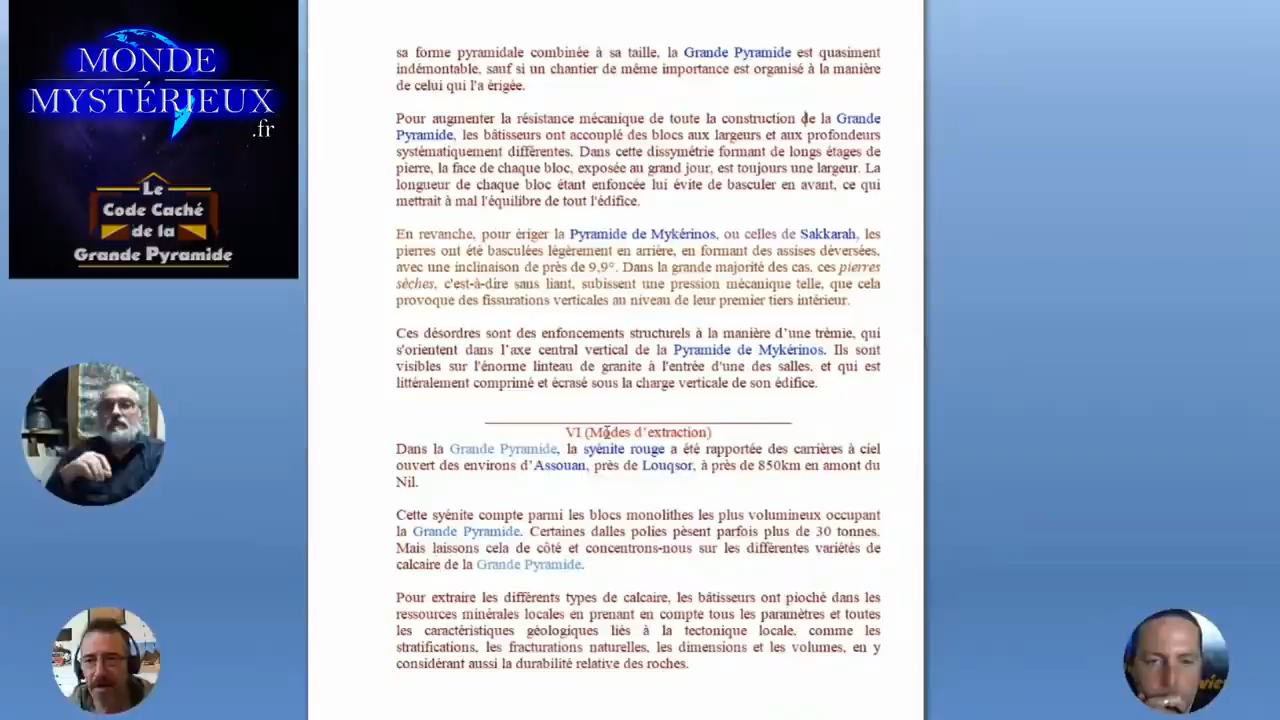 MONDE
MYSTÉRIEUX
.fr
Le
Code Caché
de la
Grande Pyramide
sa forme pyramidale combinée à sa taille, la Grande Pyramide est quasiment
indémontable, sauf si un chantier de même importance est organisé à la manière
de celui qui l'a érigée.
Pour augmenter la résistance mécanique de toute la construction de la Grande
Pyramide, les bâtisseurs ont accouplé des blocs aux largeurs et aux profondeurs
systématiquement différentes. Dans cette dissymétrie formant de longs étages de
pierre, la face de chaque bloc, exposée au grand jour, est toujours une largeur. La
longueur de chaque bloc étant enfoncée lui évite de basculer en avant, ce qui
mettrait à mal l'équilibre de tout l'édifice.
En revanche, pour ériger la Pyramide de Mykérinos, ou celles de Sakkarah, les
pierres ont été basculées légèrement en arrière, en formant des assises déversées,
avec une inclinaison de près de 9,9°. Dans la grande majorité des cas, ces pierres
sèches, c'est-à-dire sans liant, subissent une pression mécanique telle, que cela
provoque des fissurations verticales au niveau de leur premier tiers intérieur.
Ces désordres sont des enfoncements structurels à la manière d’une trémie, qui
s'orientent dans l’axe central vertical de la Pyramide de Mykérinos. Ils sont
visibles sur l'énorme linteau de granite à l'entrée d'une des salles, et qui est
littéralement comprimé et écrasé sous la charge verticale de son édifice.
VI (Modes d’extraction)
Dans la Grande Pyramide, la syénite rouge a été rapportée des carrières à ciel
ouvert des environs d’Assouan, près de Louqsor, à près de 850km en amont du
Nil.
Cette syénite compte parmi les blocs monolithes les plus volumineux occupant
la Grande Pyramide. Certaines dalles polies pèsent parfois plus de 30 tonnes.
Mais laissons cela de côté et concentrons-nous sur les différentes variétés de
calcaire de la Grande Pyramide.
Pour extraire les différents types de calcaire, les bâtisseurs ont pioché dans les
ressources minérales locales en prenant en compte tous les paramètres et toutes
les caractéristiques géologiques liés à la tectonique locale, comme les
stratifications, les fracturations naturelles, les dimensions et les volumes, en y
considérant aussi la durabilité relative des roches.